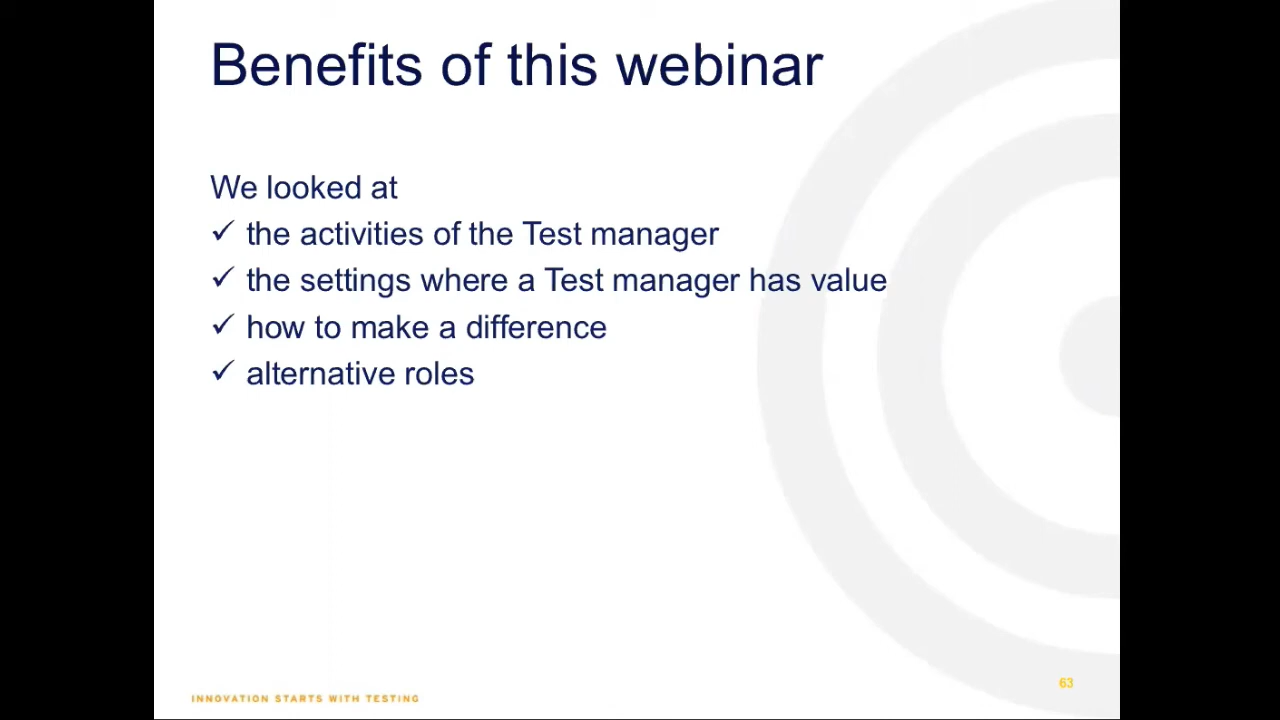 Benefits of this webinar
We looked at
✓ the activities of the Test manager
✓ the settings where a Test manager has value
✓ how to make a difference
✓ alternative roles
INNOVATION STARTS WITH TESTING
63